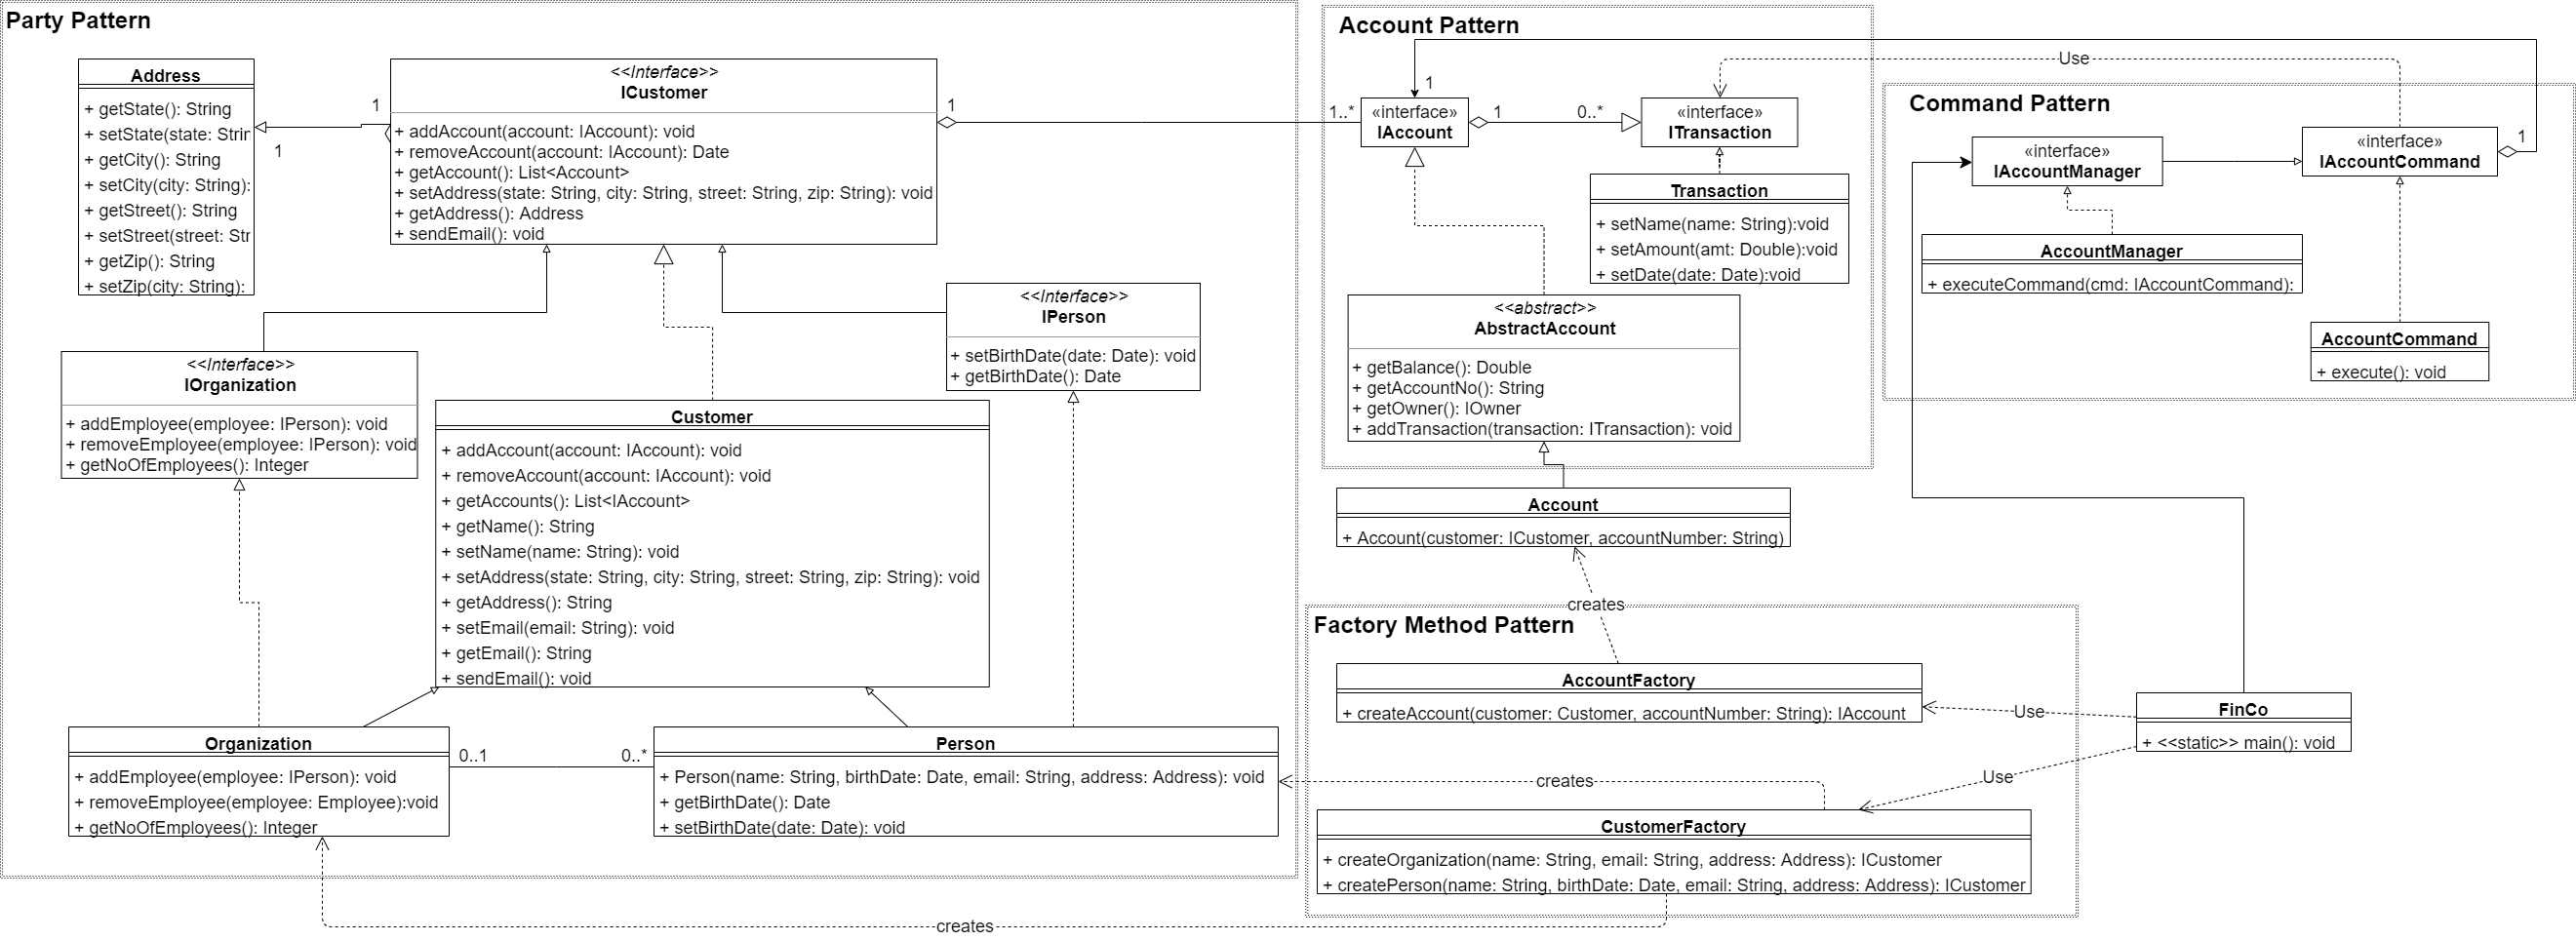 Party Pattern
Address
+ getState(): String
+ setState(state: Strin
+ getCity(): String
+ setCity(city: String):
+ getStreet(): String
+ setStreet(street: Str
+ getZip(): String
+ setZip(city: String):
1
1
<<Interface>>
ICustomer
+ addAccount(account: IAccount): void
+ removeAccount(account: IAccount): Date
+ getAccount(): List<Account>
+ setAddress(state: String, city: String, street: String, zip: String): void
+ getAddress(): Address
+ sendEmail(): void
1
1..*
<<Interface>>
IPerson
+ setBirthDate(date: Date): void
+ getBirthDate(): Date
<<Interface>>
IOrganization
+ addEmployee(employee: IPerson): void
+ removeEmployee(employee: IPerson): void
+ getNoOfEmployees(): Integer
Customer
+ addAccount(account: IAccount): void
+ removeAccount(account: IAccount): void
+ getAccounts(): List<IAccount>
+ getName(): String
+ setName(name: String): void
+ setAddress(state: String, city: String, street: String, zip: String): void
+ getAddress(): String
+ setEmail(email: String): void
+ getEmail(): String
+ sendEmail(): void
Organization
+ addEmployee(employee: IPerson): void
+ removeEmployee(employee: Employee):void
+ getNoOfEmployees(): Integer
0..1
0..*
Person
+ Person(name: String, birthDate: Date, email: String, address: Address): void
+ getBirthDate(): Date
+ setBirthDate(date: Date): void
Account Pattern
1
«interface»
IAccount
1
0..*
«interface»
ITransaction
Use
Transaction
+ setName(name: String):void
+ setAmount(amt: Double):void
+ setDate(date: Date):void
<<abstract>>
AbstractAccount
+ getBalance(): Double
+ getAccountNo(): String
+ getOwner(): IOwner
+ addTransaction(transaction: ITransaction): void
Account
+ Account(customer: ICustomer, accountNumber: String)
Command Pattern
«interface»
IAccountManager
«interface»
IAccountCommand
1
AccountManager
+ executeCommand(cmd: IAccountCommand):
AccountCommand
+ execute(): void
creates
Factory Method Pattern
AccountFactory
+ createAccount(customer: Customer, accountNumber: String): IAccount
Use
FinCo
+ <<static>> main(): void
Use
creates
CustomerFactory
+ createOrganization(name: String, email: String, address: Address): ICustomer
+ createPerson(name: String, birthDate: Date, email: String, address: Address): ICustomer
creates